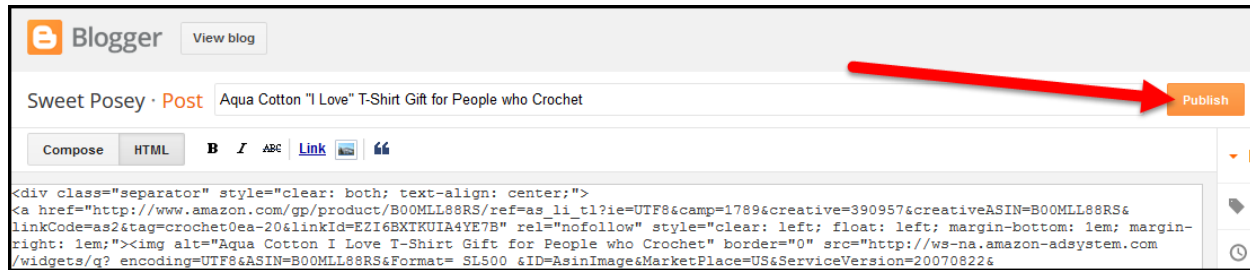 Blogger View blog
Sweet Posey · Post Aqua Cotton "I Love" T-Shirt Gift for People who Crochet Publish
Compose HTML B I ABC Link
<div class="separator" style="clear: both; text-align: center;">
<a href="http://www.amazon.com/gp/product/B00MLL88RS/ref=as_li_tl?ie=UTF8&camp=1789&creative=390957&creativeASIN=B00MLL88RS&
linkCode=as2&tag=crochet0ea-20&linkId=EZI6BXTKUIA4YE7B" rel="nofollow" style="clear: left; float: left; margin-bottom: 1em; margin-
right: 1em;"><img alt="Aqua Cotton I Love T-Shirt Gift for People who Crochet" border="0" src="http://ws-na.amazon-adsystem.com
/widgets/q?_encoding=UTF8&ASIN=B00MLL88RS&Format=_SL500_&ID=AsinImage&MarketPlace=US&ServiceVersion=20070822&